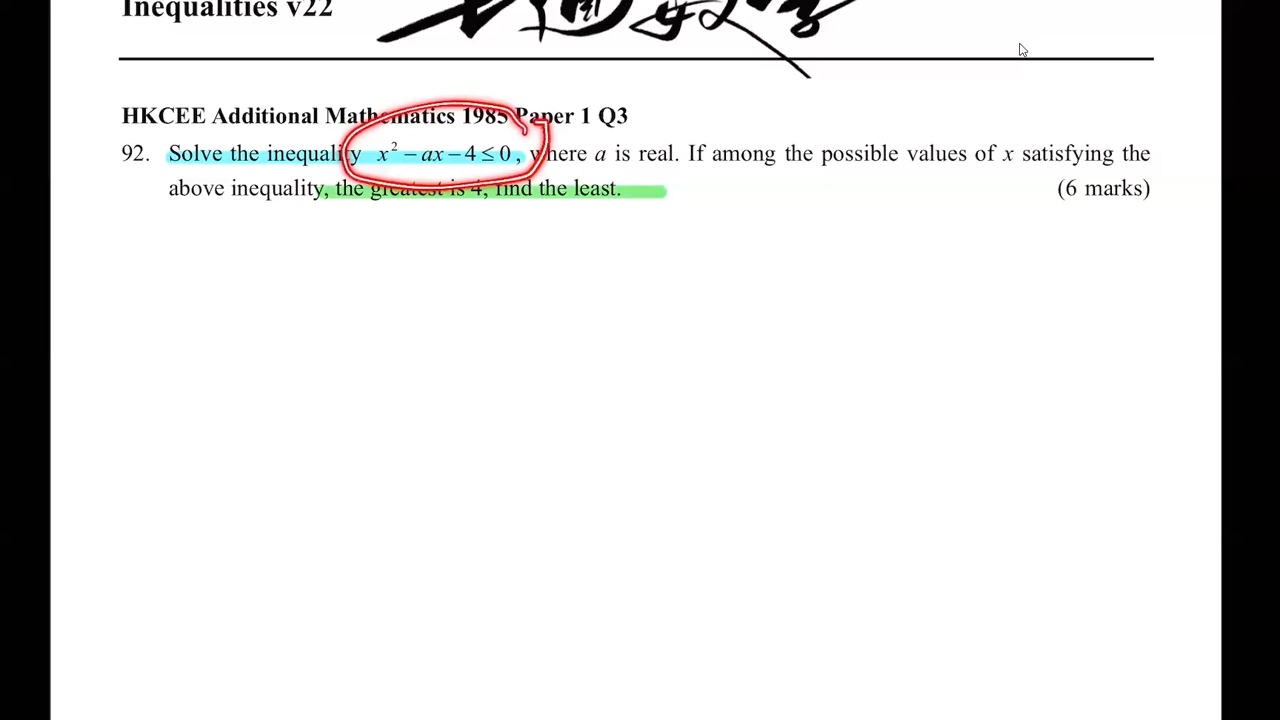 Inequalities v22
HKCEE Additional Mathematics 1985 Paper 1 Q3
92. Solve the inequality x² − ax − 4 ≤ 0, where a is real. If among the possible values of x satisfying the
above inequality, the greatest is 4, find the least. (6 marks)